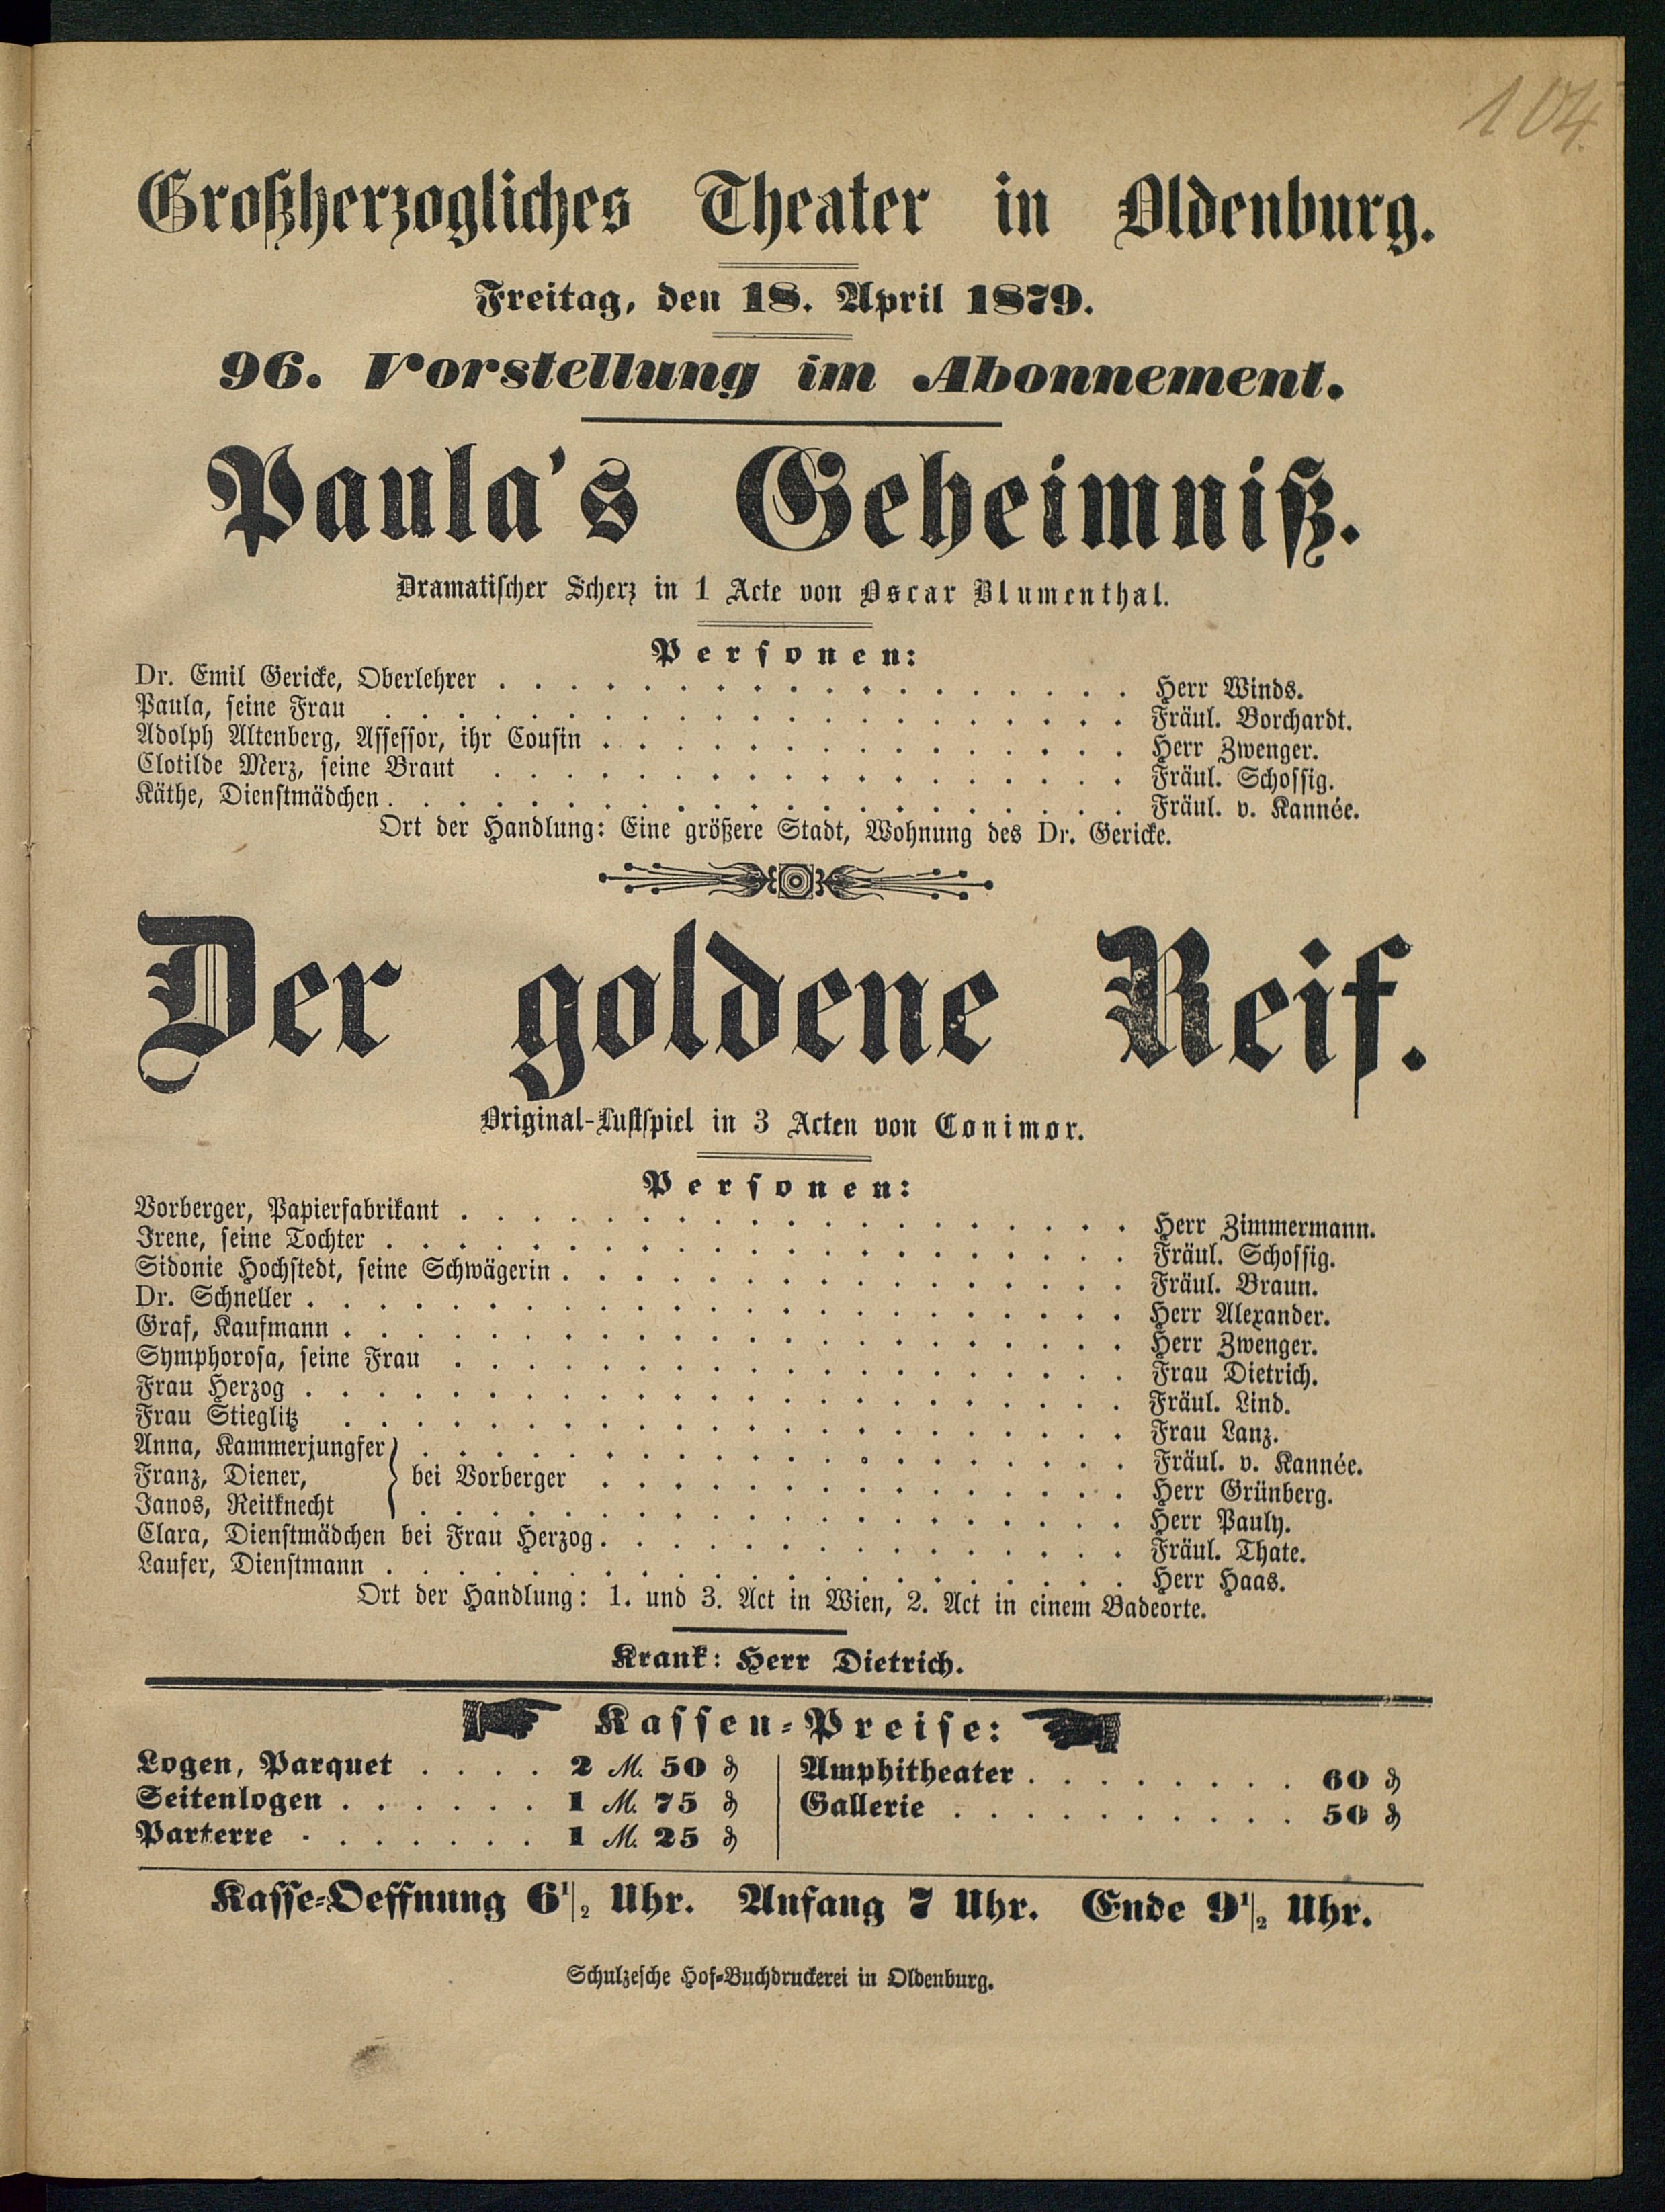 104.
Großherzogliches Theater in Oldenburg.
Freitag, den 18. April 1879.
96. Vorstellung im Abonnement.
Paula's Geheimniß.
Dramatischer Scherz in 1 Acte von Oscar Blumenthal.
Personen:
Dr. Emil Gericke, Oberlehrer . . . . . . . . . . Herr Winds.
Paula, seine Frau . . . . . . . . . . Fräul. Borchardt.
Adolph Altenberg, Assessor, ihr Cousin . . . . . . . . . . Herr Zwenger.
Clotilde Merz, seine Braut . . . . . . . . . . Fräul. Schossig.
Käthe, Dienstmädchen . . . . . . . . . . Fräul. v. Kannée.
Ort der Handlung: Eine größere Stadt, Wohnung des Dr. Gericke.
Der goldene Reif.
Original-Lustspiel in 3 Acten von Conimor.
Personen:
Vorberger, Papierfabrikant . . . . . . . . . . Herr Zimmermann.
Irene, seine Tochter . . . . . . . . . . Fräul. Schossig.
Sidonie Hochstedt, seine Schwägerin . . . . . . . . . . Fräul. Braun.
Dr. Schneller . . . . . . . . . . Herr Alexander.
Graf, Kaufmann . . . . . . . . . . Herr Zwenger.
Symphorosa, seine Frau . . . . . . . . . . Frau Dietrich.
Frau Herzog . . . . . . . . . . Fräul. Lind.
Frau Stieglitz . . . . . . . . . . Frau Lanz.
Anna, Kammerjungfer . . . . . . . . . . Fräul. v. Kannée.
Franz, Diener, } bei Vorberger . . . . . . . . . . Herr Grünberg.
Janos, Reitknecht . . . . . . . . . . Herr Pauly.
Clara, Dienstmädchen bei Frau Herzog . . . . . . . . . . Fräul. Thate.
Laufer, Dienstmann . . . . . . . . . . Herr Haas.
Ort der Handlung: 1. und 3. Act in Wien, 2. Act in einem Badeorte.
Krank: Herr Dietrich.
Kassen-Preise:
Logen, Parquet . . . . 2 M. 50 ₰
Seitenlogen . . . . . . 1 M. 75 ₰
Parterre . . . . . . . 1 M. 25 ₰
Amphitheater . . . . . . . . 60 ₰
Gallerie . . . . . . . . . . 50 ₰
Kasse-Oeffnung 6 1/2 Uhr. Anfang 7 Uhr. Ende 9 1/2 Uhr.
Schulzesche Hof-Buchdruckerei in Oldenburg.